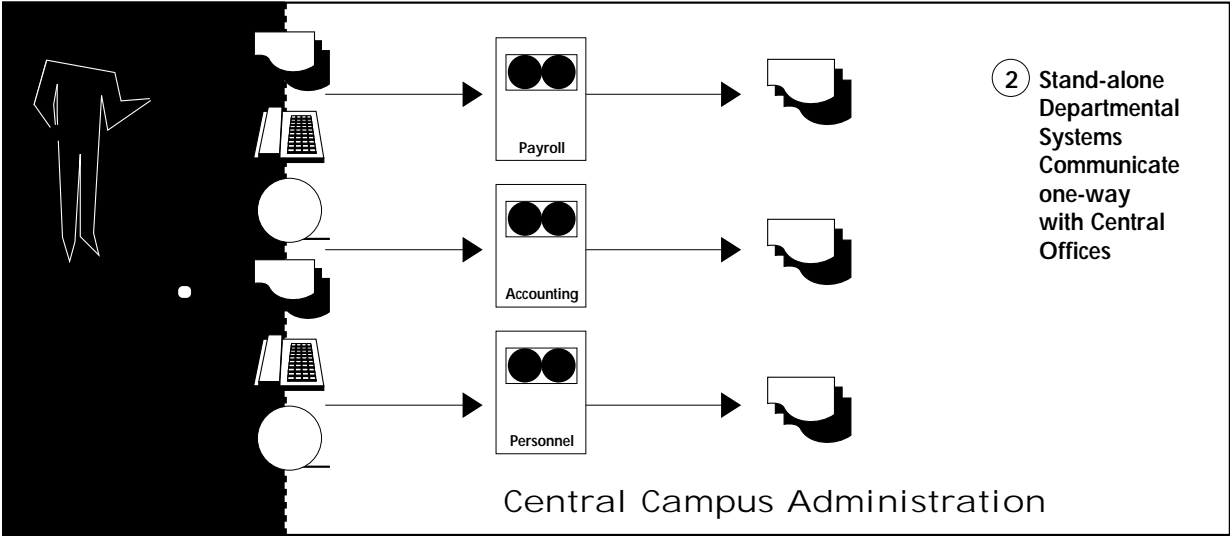 Payroll
Accounting
Personnel
2 Stand-alone
Departmental
Systems
Communicate
one-way
with Central
Offices
Central Campus Administration